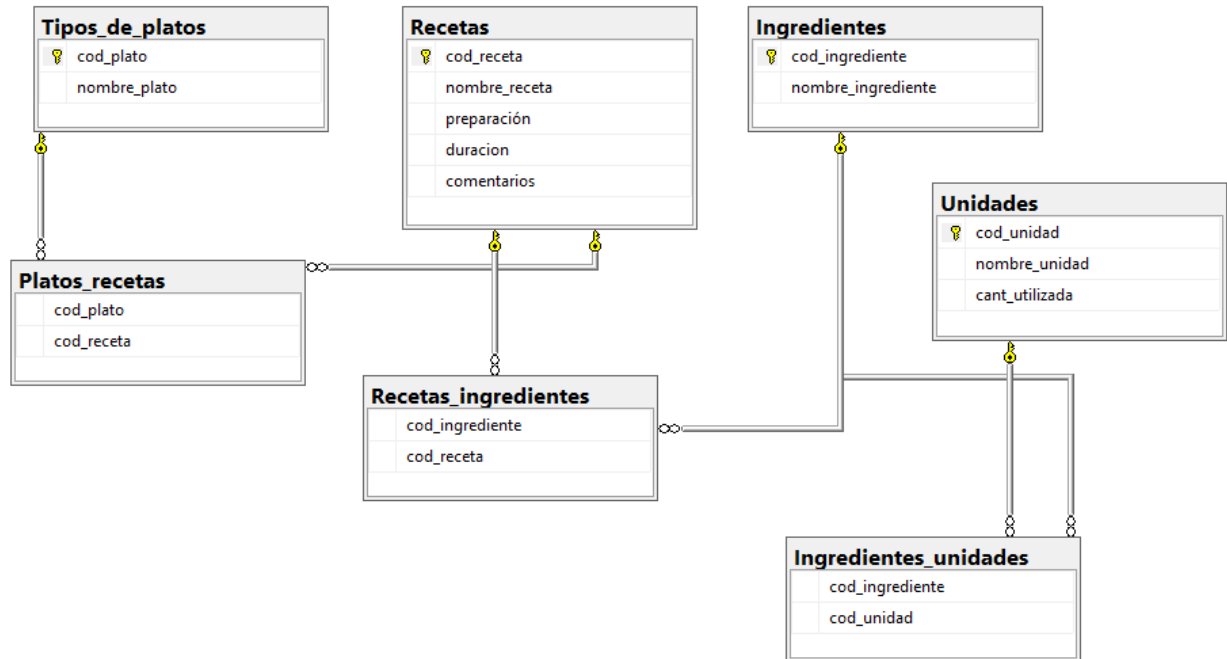 Tipos_de_platos
cod_plato
nombre_plato
Recetas
cod_receta
nombre_receta
preparación
duracion
comentarios
Ingredientes
cod_ingrediente
nombre_ingrediente
Unidades
cod_unidad
nombre_unidad
cant_utilizada
Platos_recetas
cod_plato
cod_receta
Recetas_ingredientes
cod_ingrediente
cod_receta
Ingredientes_unidades
cod_ingrediente
cod_unidad